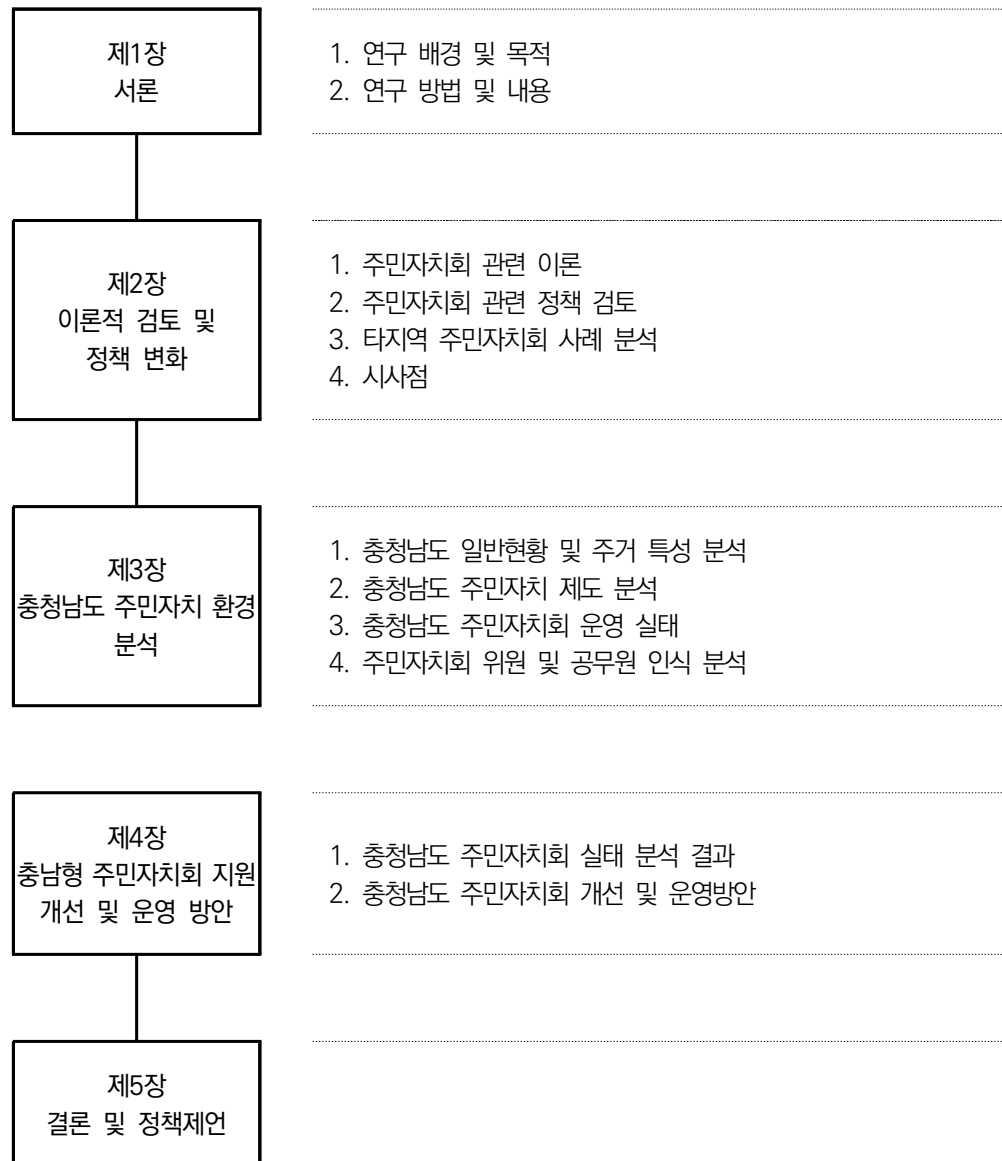 제1장
서론
1. 연구 배경 및 목적
2. 연구 방법 및 내용
제2장
이론적 검토 및
정책 변화
1. 주민자치회 관련 이론
2. 주민자치회 관련 정책 검토
3. 타지역 주민자치회 사례 분석
4. 시사점
제3장
충청남도 주민자치 환경
분석
1. 충청남도 일반현황 및 주거 특성 분석
2. 충청남도 주민자치 제도 분석
3. 충청남도 주민자치회 운영 실태
4. 주민자치회 위원 및 공무원 인식 분석
제4장
충남형 주민자치회 지원
개선 및 운영 방안
1. 충청남도 주민자치회 실태 분석 결과
2. 충청남도 주민자치회 개선 및 운영방안
제5장
결론 및 정책제언